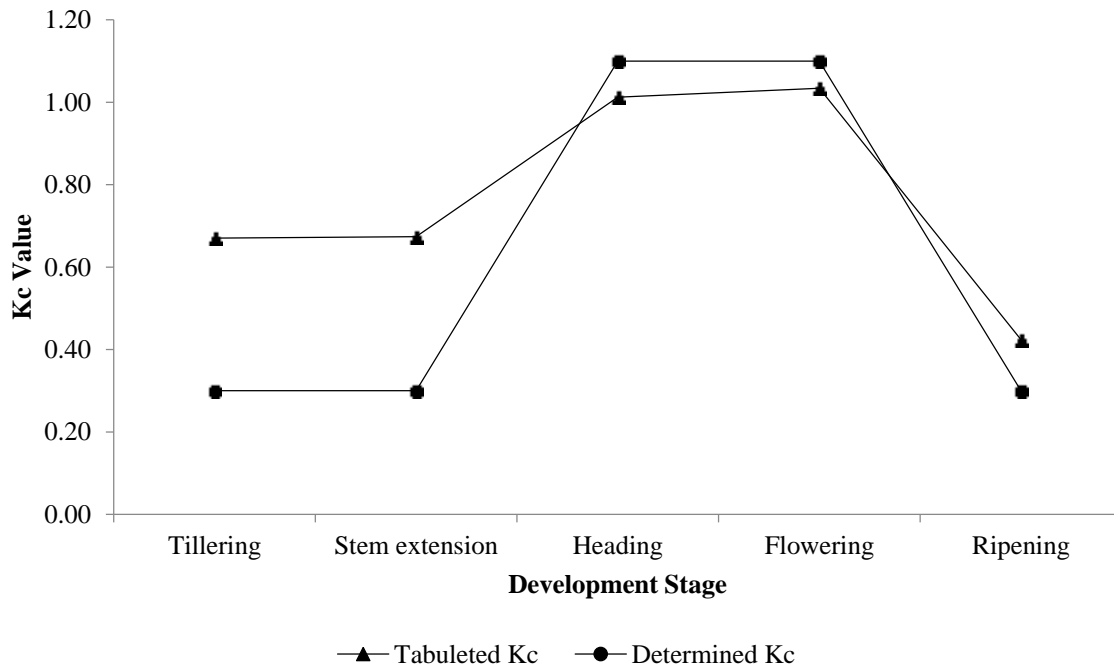 1.20
1.00
0.80
0.60
0.40
0.20
0.00
Kc Value
Tillering Stem extension Heading Flowering Ripening
Development Stage
Tabuleted Kc Determined Kc